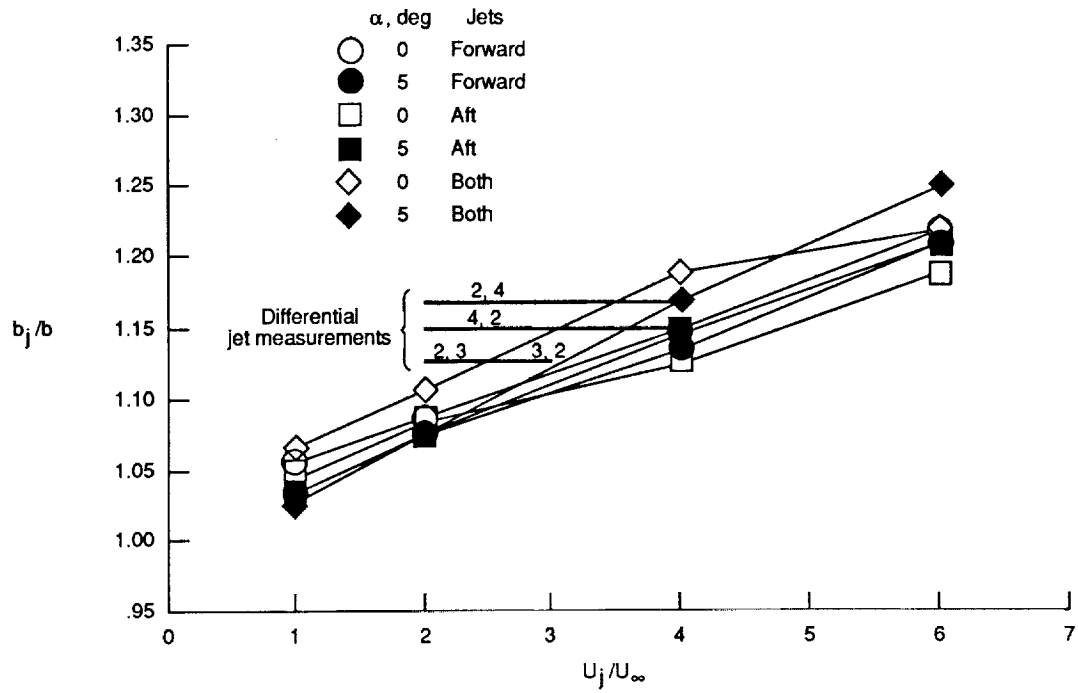 α, deg Jets
0 Forward
5 Forward
0 Aft
5 Aft
0 Both
5 Both
1.35
1.30
1.25
1.20
1.15
1.10
1.05
1.00
.95
b_j/b
Differential
jet measurements
2, 4
4, 2
2, 3 3, 2
0 1 2 3 4 5 6 7
U_j/U_∞